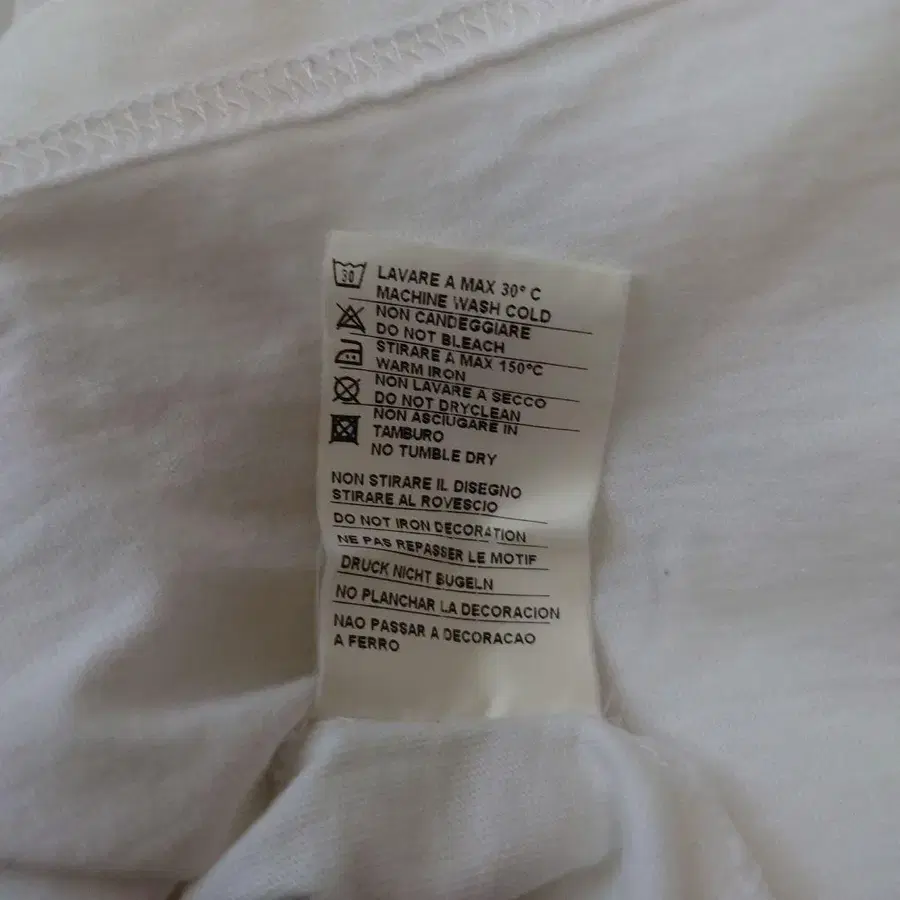 30 LAVARE A MAX 30° C
MACHINE WASH COLD
NON CANDEGGIARE
DO NOT BLEACH
STIRARE A MAX 150°C
WARM IRON
NON LAVARE A SECCO
DO NOT DRYCLEAN
NON ASCIUGARE IN
TAMBURO
NO TUMBLE DRY
NON STIRARE IL DISEGNO
STIRARE AL ROVESCIO
DO NOT IRON DECORATION
NE PAS REPASSER LE MOTIF
DRUCK NICHT BUGELN
NO PLANCHAR LA DECORACION
NAO PASSAR A DECORACAO
A FERRO